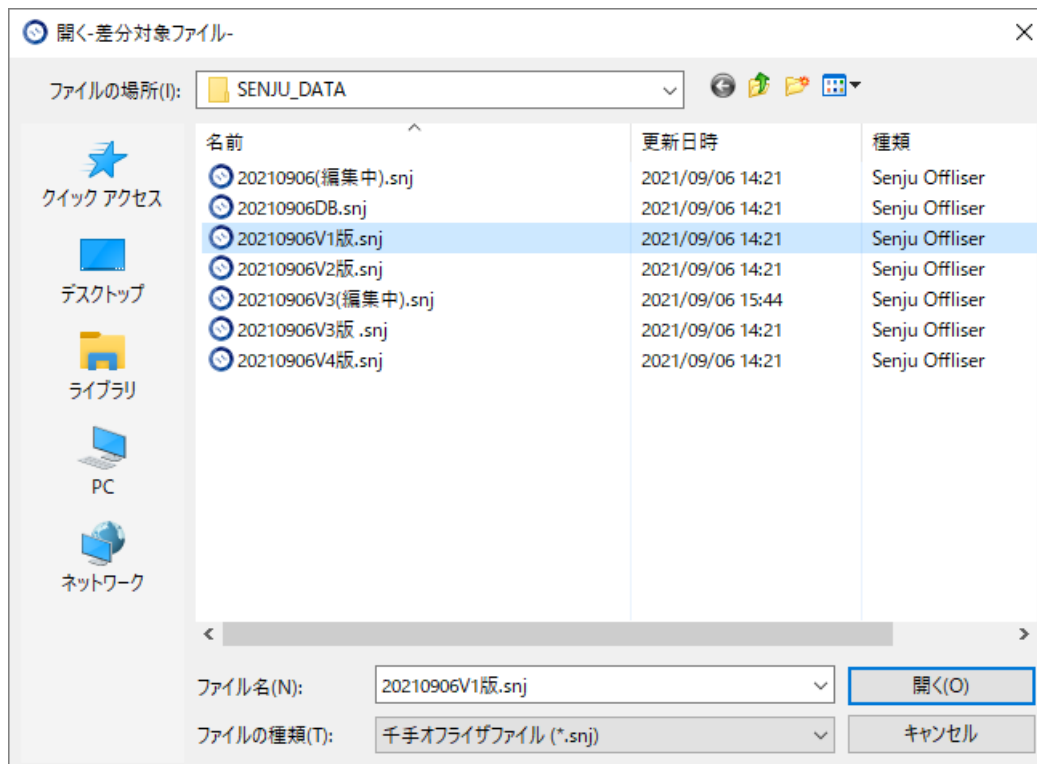 開く-差分対象ファイル-
ファイルの場所(I): SENJU_DATA
名前 更新日時 種類
20210906(編集中).snj 2021/09/06 14:21 Senju Offliser
20210906DB.snj 2021/09/06 14:21 Senju Offliser
20210906V1版.snj 2021/09/06 14:21 Senju Offliser
20210906V2版.snj 2021/09/06 14:21 Senju Offliser
20210906V3(編集中).snj 2021/09/06 15:44 Senju Offliser
20210906V3版 .snj 2021/09/06 14:21 Senju Offliser
20210906V4版.snj 2021/09/06 14:21 Senju Offliser
クイック アクセス
デスクトップ
ライブラリ
PC
ネットワーク
ファイル名(N): 20210906V1版.snj 開く(O)
ファイルの種類(T): 千手オフライザファイル (*.snj) キャンセル